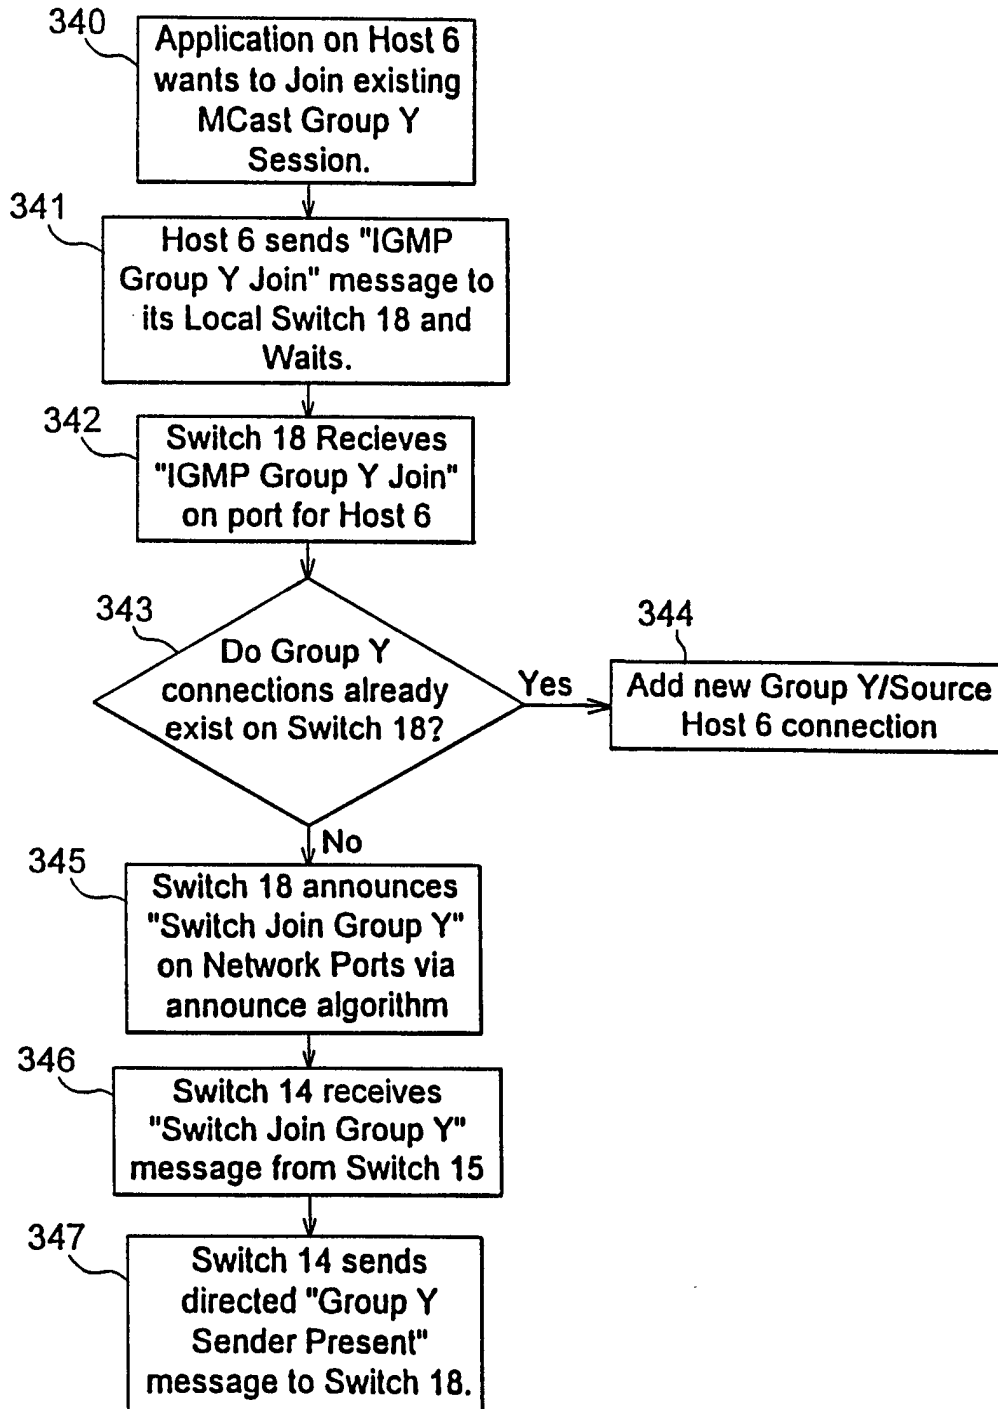 340
Application on Host 6
wants to Join existing
MCast Group Y
Session.
341
Host 6 sends "IGMP
Group Y Join" message to
its Local Switch 18 and
Waits.
342
Switch 18 Recieves
"IGMP Group Y Join"
on port for Host 6
343
Do Group Y
connections already
exist on Switch 18?
Yes
344
Add new Group Y/Source
Host 6 connection
No
345
Switch 18 announces
"Switch Join Group Y"
on Network Ports via
announce algorithm
346
Switch 14 receives
"Switch Join Group Y"
message from Switch 15
347
Switch 14 sends
directed "Group Y
Sender Present"
message to Switch 18.